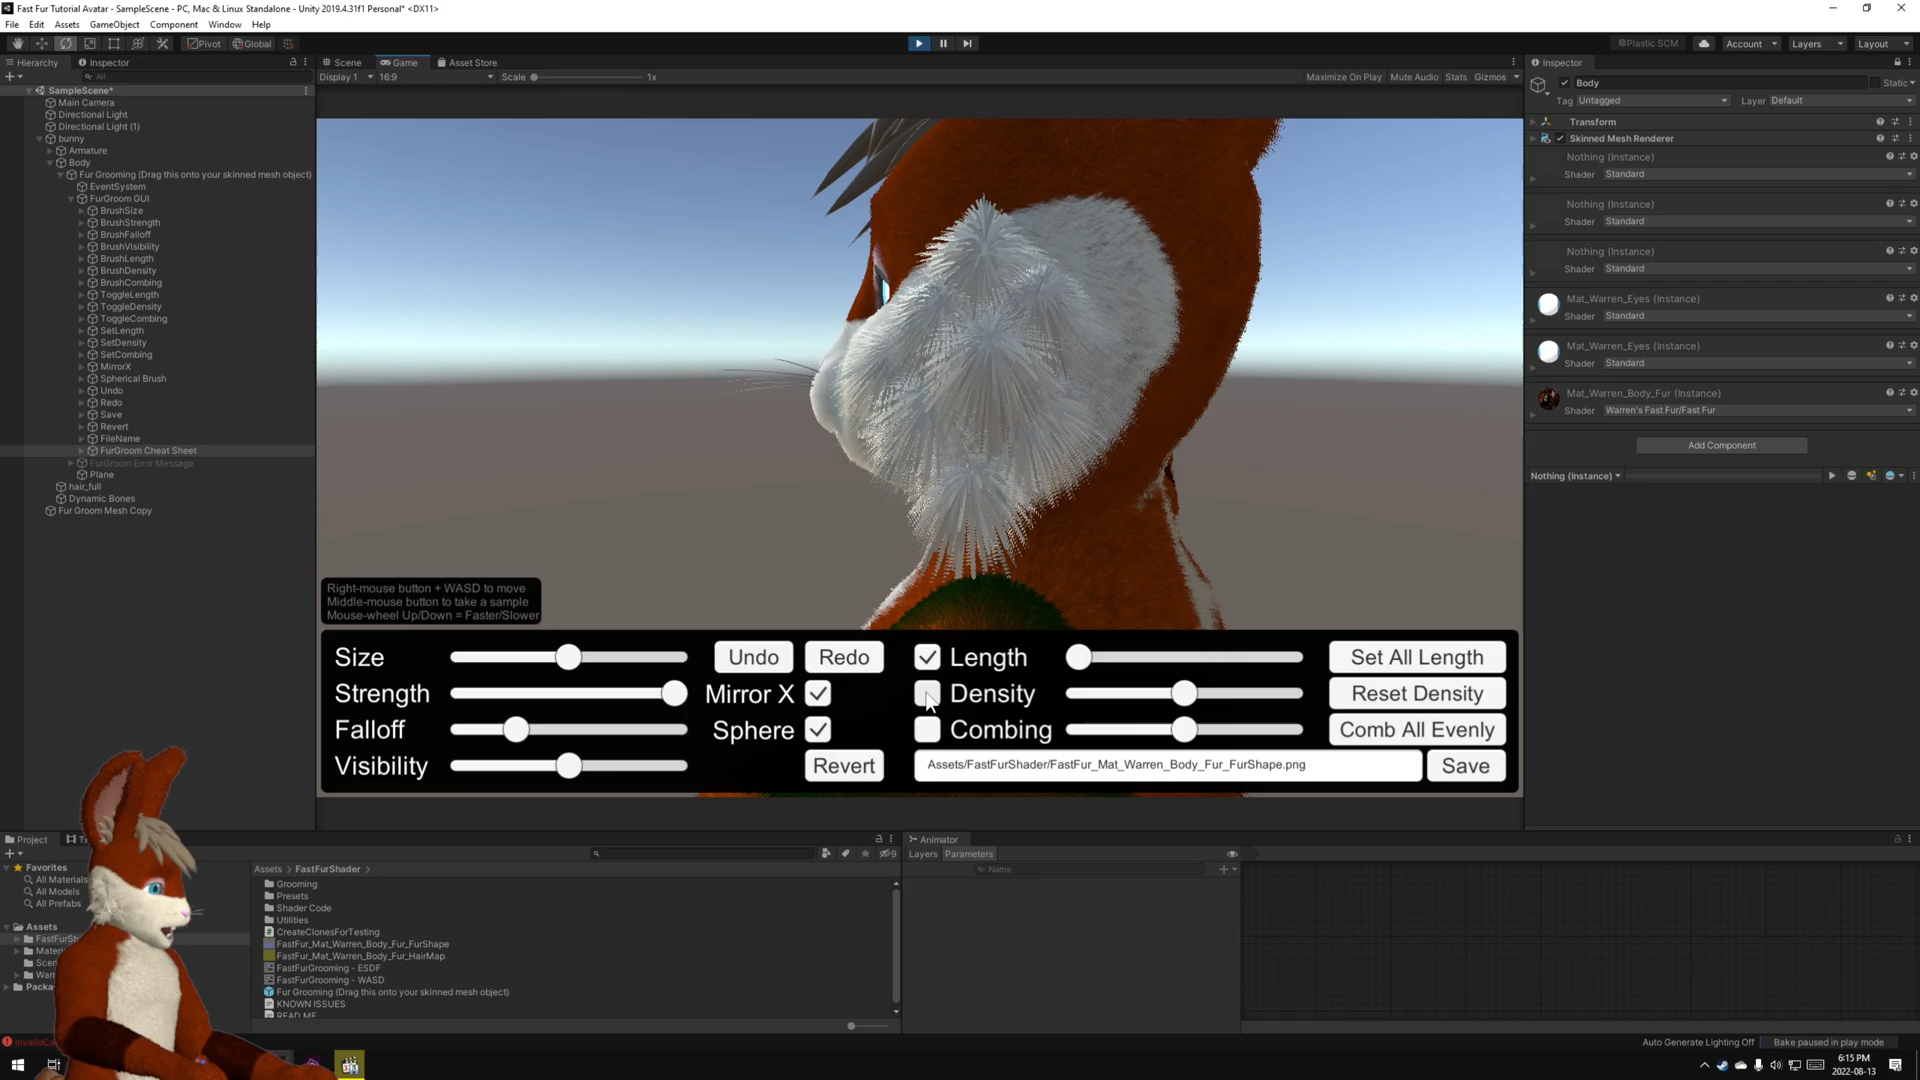 Fast Fur Tutorial Avatar - SampleScene - PC, Mac & Linux Standalone - Unity 2019.4.31f1 Personal* <DX11>
File Edit Assets GameObject Component Window Help
Pivot Global Plastic SCM Account Layers Layout
Hierarchy Inspector
All
SampleScene*
Main Camera
Directional Light
Directional Light (1)
bunny
Armature
Body
Fur Grooming (Drag this onto your skinned mesh object)
EventSystem
FurGroom GUI
BrushSize
BrushStrength
BrushFalloff
BrushVisibility
BrushLength
BrushDensity
BrushCombing
ToggleLength
ToggleDensity
ToggleCombing
SetLength
SetDensity
SetCombing
MirrorX
Spherical Brush
Undo
Redo
Save
Revert
FileName
FurGroom Cheat Sheet
FurGroom Error Message
Plane
hair_full
Dynamic Bones
Fur Groom Mesh Copy
Scene Game Asset Store
Display 1 16:9 Scale 1x Maximize On Play Mute Audio Stats Gizmos
Right-mouse button + WASD to move
Middle-mouse button to take a sample
Mouse-wheel Up/Down = Faster/Slower
Size Undo Redo Length Set All Length
Strength Mirror X Density Reset Density
Falloff Sphere Combing Comb All Evenly
Visibility Revert Assets/FastFurShader/FastFur_Mat_Warren_Body_Fur_FurShape.png Save
Inspector
Body Static
Tag Untagged Layer Default
Transform
Skinned Mesh Renderer
Nothing (Instance)
Shader Standard
Nothing (Instance)
Shader Standard
Nothing (Instance)
Shader Standard
Mat_Warren_Eyes (Instance)
Shader Standard
Mat_Warren_Eyes (Instance)
Shader Standard
Mat_Warren_Body_Fur (Instance)
Shader Warren's Fast Fur/Fast Fur
Add Component
Nothing (Instance)
Project
9
Favorites
All Materials
All Models
All Prefabs
Assets
FastFurSh
Mate
Scen
War
Packa
Assets > FastFurShader >
Grooming
Presets
Shader Code
Utilities
CreateClonesForTesting
FastFur_Mat_Warren_Body_Fur_FurShape
FastFur_Mat_Warren_Body_Fur_HairMap
FastFurGrooming - ESDF
FastFurGrooming - WASD
Fur Grooming (Drag this onto your skinned mesh object)
KNOWN ISSUES
READ ME
Animator
Layers Parameters
Name
Auto Generate Lighting Off Bake paused in play mode
6:15 PM
2022-08-13